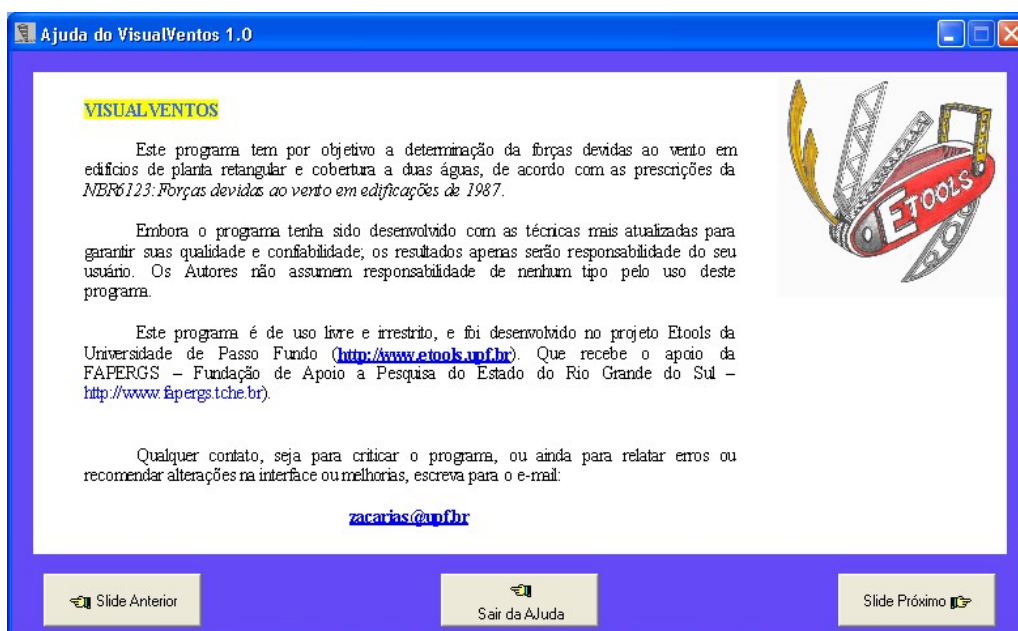 Ajuda do VisualVentos 1.0
VISUALVENTOS
Este programa tem por objetivo a determinação da forças devidas ao vento em
edifícios de planta retangular e cobertura a duas águas, de acordo com as prescrições da
NBR6123: Forças devidas ao vento em edificações de 1987.
Embora o programa tenha sido desenvolvido com as técnicas mais atualizadas para
garantir suas qualidade e confiabilidade; os resultados apenas serão responsabilidade do seu
usuário. Os Autores não assumem responsabilidade de nenhum tipo pelo uso deste
programa.
Este programa é de uso livre e irrestrito, e foi desenvolvido no projeto Etools da
Universidade de Passo Fundo (http://www.etools.upf.br). Que recebe o apoio da
FAPERGS – Fundação de Apoio a Pesquisa do Estado do Rio Grande do Sul –
http://www.fapergs.tche.br).
Qualquer contato, seja para criticar o programa, ou ainda para relatar erros ou
recomendar alterações na interface ou melhorias, escreva para o e-mail:
zacarias@upf.br
ETOOLS
Slide Anterior
Sair da AJuda
Slide Próximo